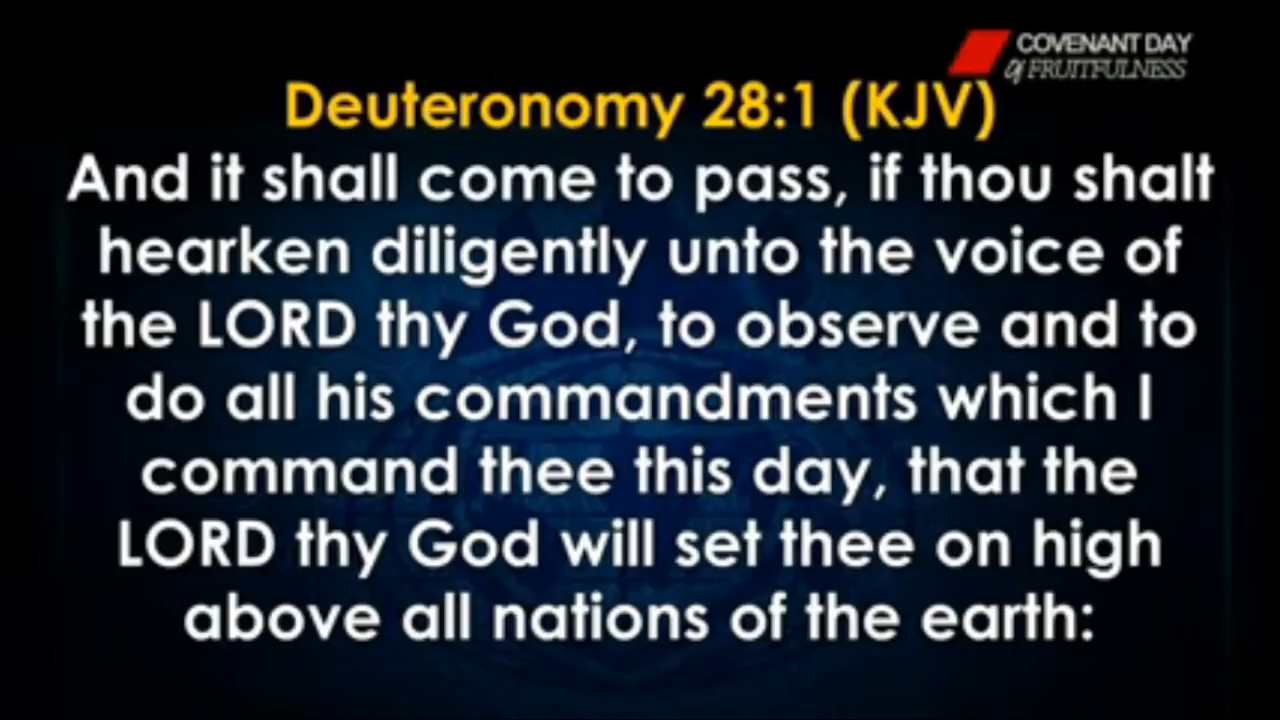 COVENANT DAY
Of FRUITFULNESS
Deuteronomy 28:1 (KJV)
And it shall come to pass, if thou shalt
hearken diligently unto the voice of
the LORD thy God, to observe and to
do all his commandments which I
command thee this day, that the
LORD thy God will set thee on high
above all nations of the earth: